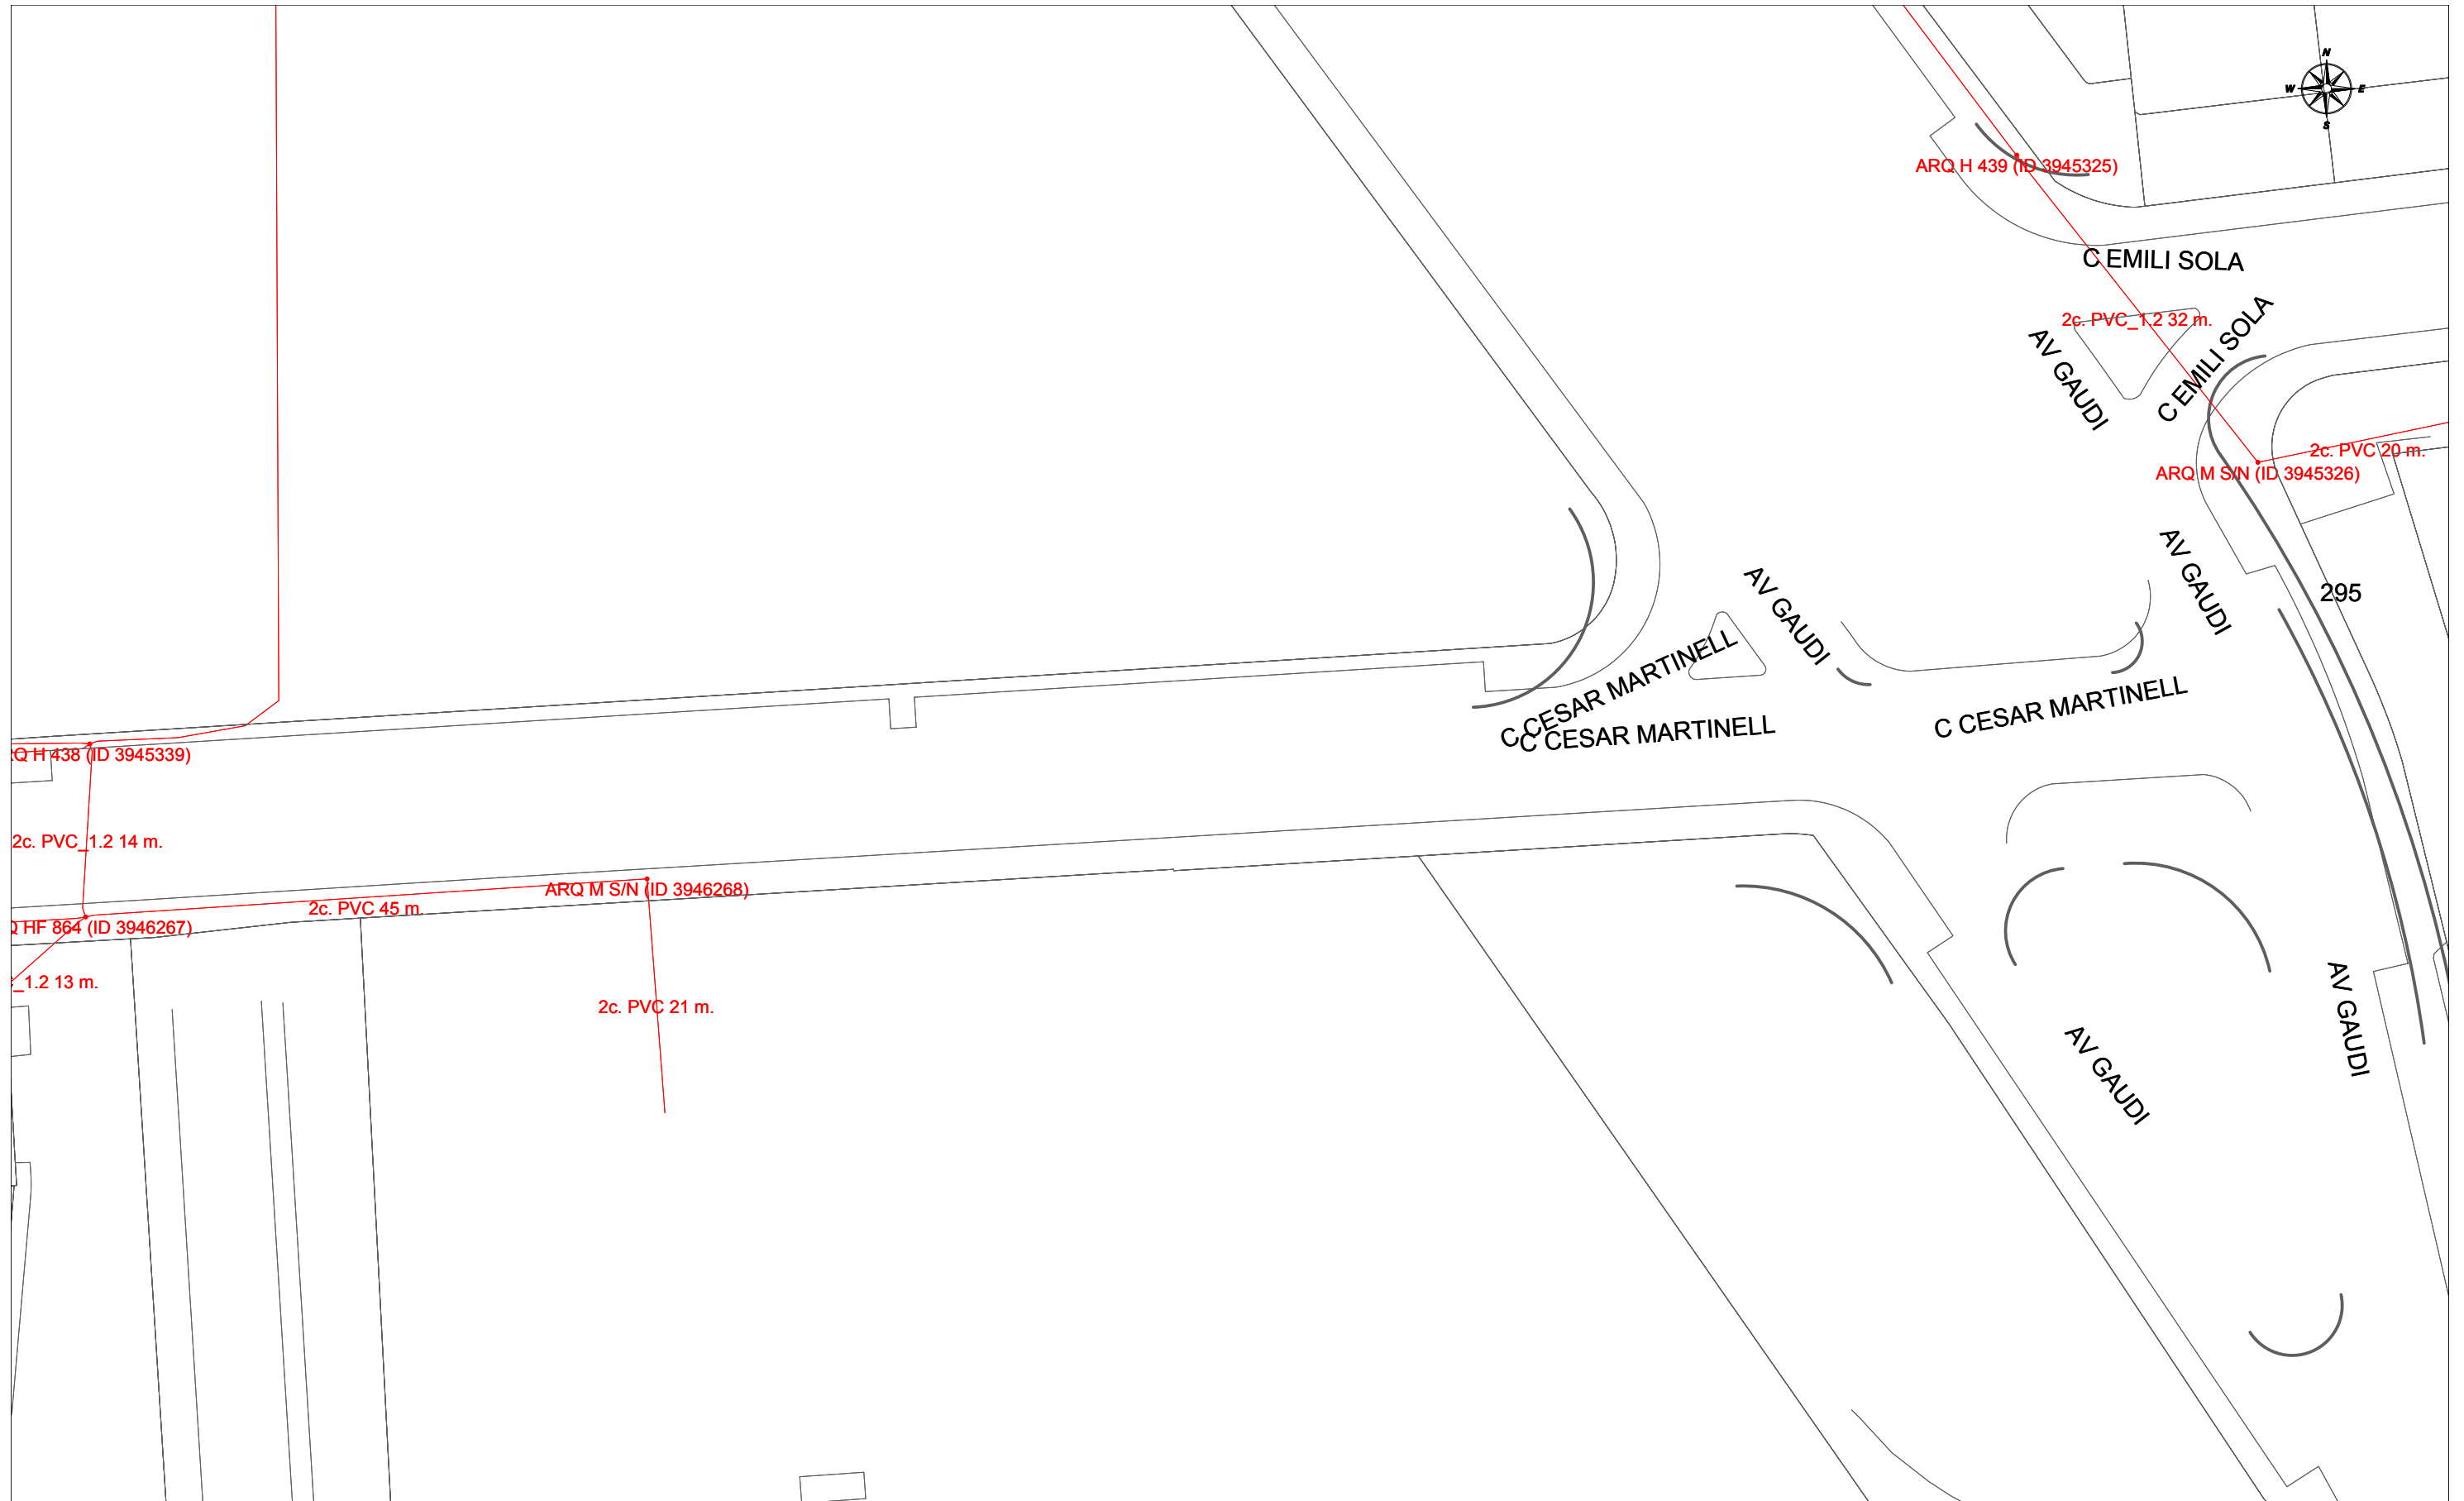 N
W E
S
ARQ H 439 (ID 3945325)
C EMILI SOLA
2c. PVC_1.2 32 m.
C EMILI SOLA
AV GAUDI
2c. PVC 20 m.
ARQ M S/N (ID 3945326)
AV GAUDI
295
AV GAUDI
C CESAR MARTINELL
C CESAR MARTINELL
C CESAR MARTINELL
RQ H 438 (ID 3945339)
2c. PVC_1.2 14 m.
ARQ M S/N (ID 3946268)
2c. PVC 45 m.
Q HF 864 (ID 3946267)
_1.2 13 m.
2c. PVC 21 m.
AV GAUDI
AV GAUDI